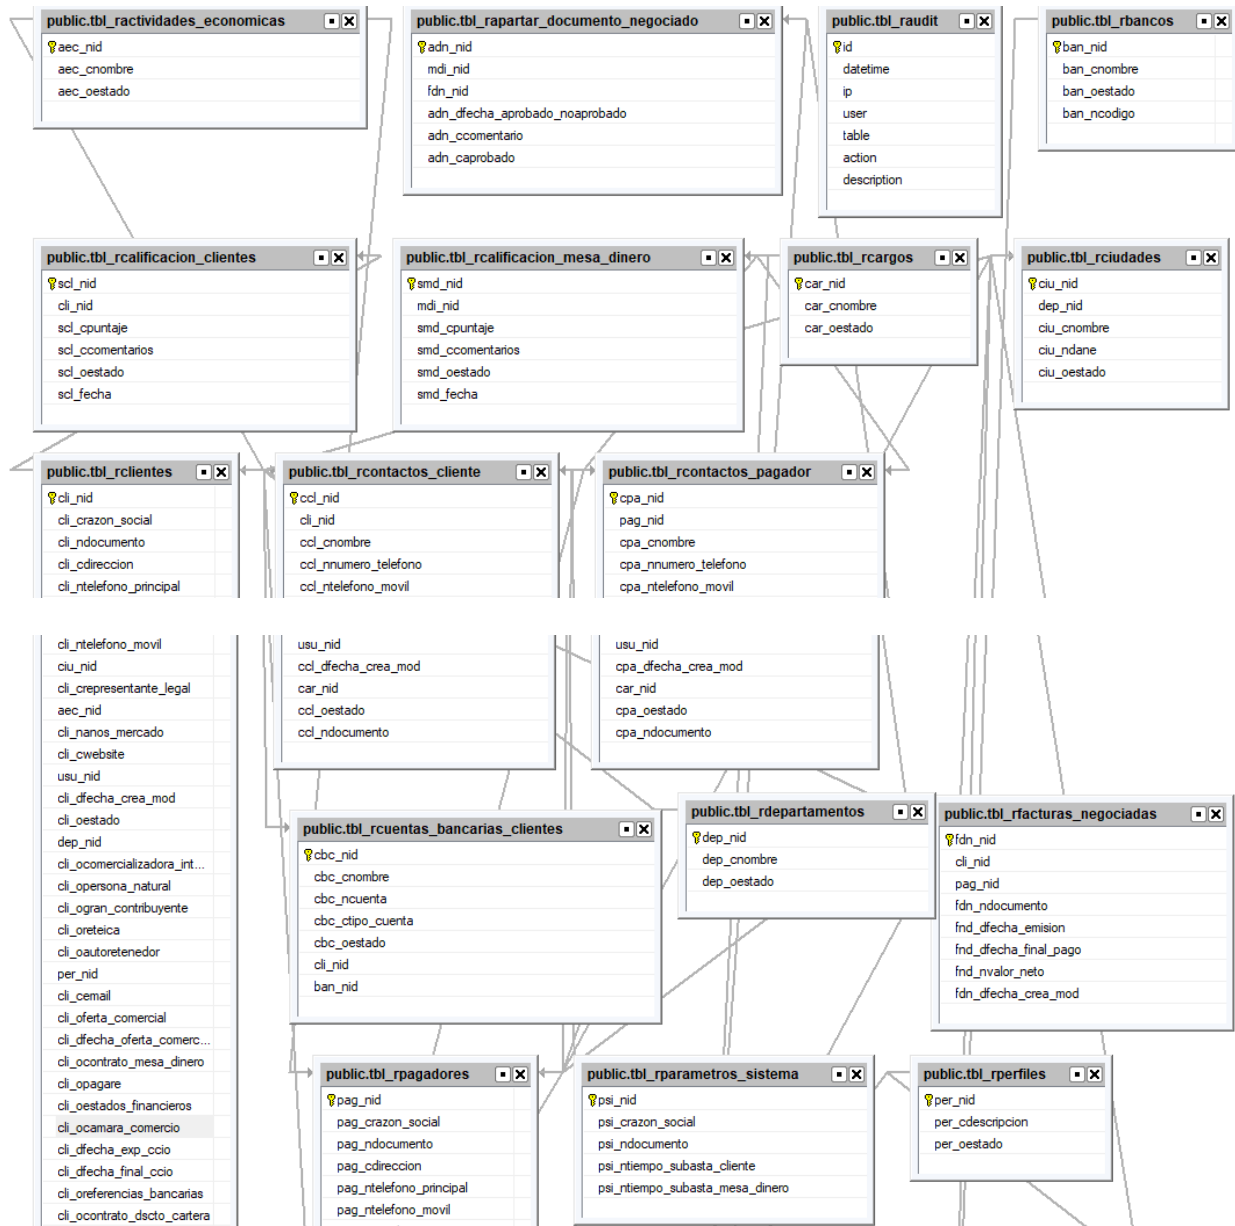 public.tbl_ractividades_economicas
aec_nid
aec_cnombre
aec_oestado
public.tbl_rapartar_documento_negociado
adn_nid
mdi_nid
fdn_nid
adn_dfecha_aprobado_noaprobado
adn_ccomentario
adn_caprobado
public.tbl_raudit
id
datetime
ip
user
table
action
description
public.tbl_rbancos
ban_nid
ban_cnombre
ban_oestado
ban_ncodigo
public.tbl_rcalificacion_clientes
scl_nid
cli_nid
scl_cpuntaje
scl_ccomentarios
scl_oestado
scl_fecha
public.tbl_rcalificacion_mesa_dinero
smd_nid
mdi_nid
smd_cpuntaje
smd_ccomentarios
smd_oestado
smd_fecha
public.tbl_rcargos
car_nid
car_cnombre
car_oestado
public.tbl_rciudades
ciu_nid
dep_nid
ciu_cnombre
ciu_ndane
ciu_oestado
public.tbl_rclientes
cli_nid
cli_crazon_social
cli_ndocumento
cli_cdireccion
cli_ntelefono_principal
cli_ntelefono_movil
ciu_nid
cli_crepresentante_legal
aec_nid
cli_nanos_mercado
cli_cwebsite
usu_nid
cli_dfecha_crea_mod
cli_oestado
dep_nid
cli_ocomercializadora_int...
cli_opersona_natural
cli_ogran_contribuyente
cli_oreteica
cli_oautoretenedor
per_nid
cli_cemail
cli_oferta_comercial
cli_dfecha_oferta_comerc...
cli_ocontrato_mesa_dinero
cli_opagare
cli_oestados_financieros
cli_ocamara_comercio
cli_dfecha_exp_ccio
cli_dfecha_final_ccio
cli_oreferencias_bancarias
cli_ocontrato_dscto_cartera
public.tbl_rcontactos_cliente
ccl_nid
cli_nid
ccl_cnombre
ccl_nnumero_telefono
ccl_ntelefono_movil
usu_nid
ccl_dfecha_crea_mod
car_nid
ccl_oestado
ccl_ndocumento
public.tbl_rcontactos_pagador
cpa_nid
pag_nid
cpa_cnombre
cpa_nnumero_telefono
cpa_ntelefono_movil
usu_nid
cpa_dfecha_crea_mod
car_nid
cpa_oestado
cpa_ndocumento
public.tbl_rcuentas_bancarias_clientes
cbc_nid
cbc_cnombre
cbc_ncuenta
cbc_ctipo_cuenta
cbc_oestado
cli_nid
ban_nid
public.tbl_rdepartamentos
dep_nid
dep_cnombre
dep_oestado
public.tbl_rfacturas_negociadas
fdn_nid
cli_nid
pag_nid
fdn_ndocumento
fnd_dfecha_emision
fnd_dfecha_final_pago
fnd_nvalor_neto
fdn_dfecha_crea_mod
public.tbl_rpagadores
pag_nid
pag_crazon_social
pag_ndocumento
pag_cdireccion
pag_ntelefono_principal
pag_ntelefono_movil
public.tbl_rparametros_sistema
psi_nid
psi_crazon_social
psi_ndocumento
psi_ntiempo_subasta_cliente
psi_ntiempo_subasta_mesa_dinero
public.tbl_rperfiles
per_nid
per_cdescripcion
per_oestado